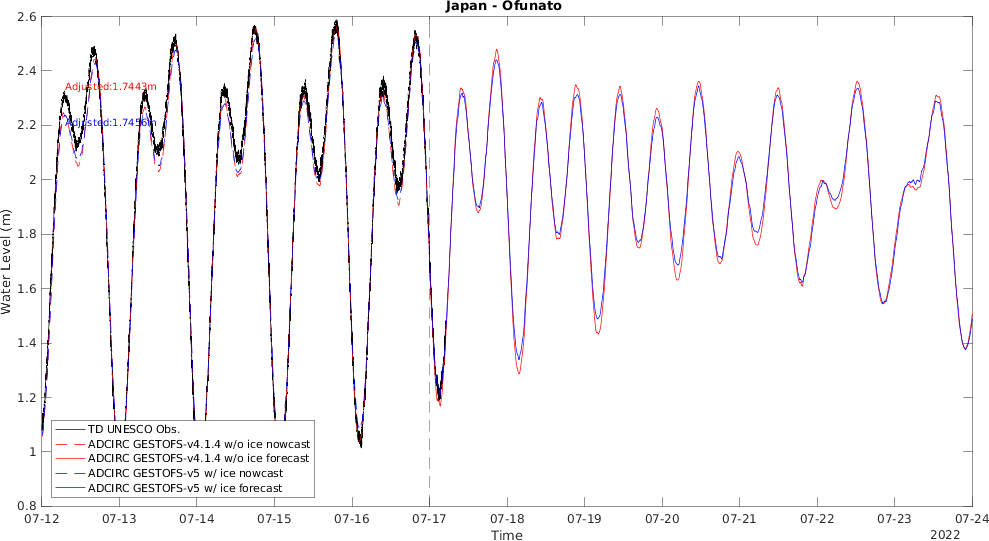 Japan - Ofunato
2.6
2.4
2.2
2
1.8
1.6
1.4
1.2
1
0.8
Water Level (m)
Adjusted:1.7443m
Adjusted:1.7456m
TD UNESCO Obs.
ADCIRC GESTOFS-v4.1.4 w/o ice nowcast
ADCIRC GESTOFS-v4.1.4 w/o ice forecast
ADCIRC GESTOFS-v5 w/ ice nowcast
ADCIRC GESTOFS-v5 w/ ice forecast
07-12 07-13 07-14 07-15 07-16 07-17 07-18 07-19 07-20 07-21 07-22 07-23 07-24
Time
2022